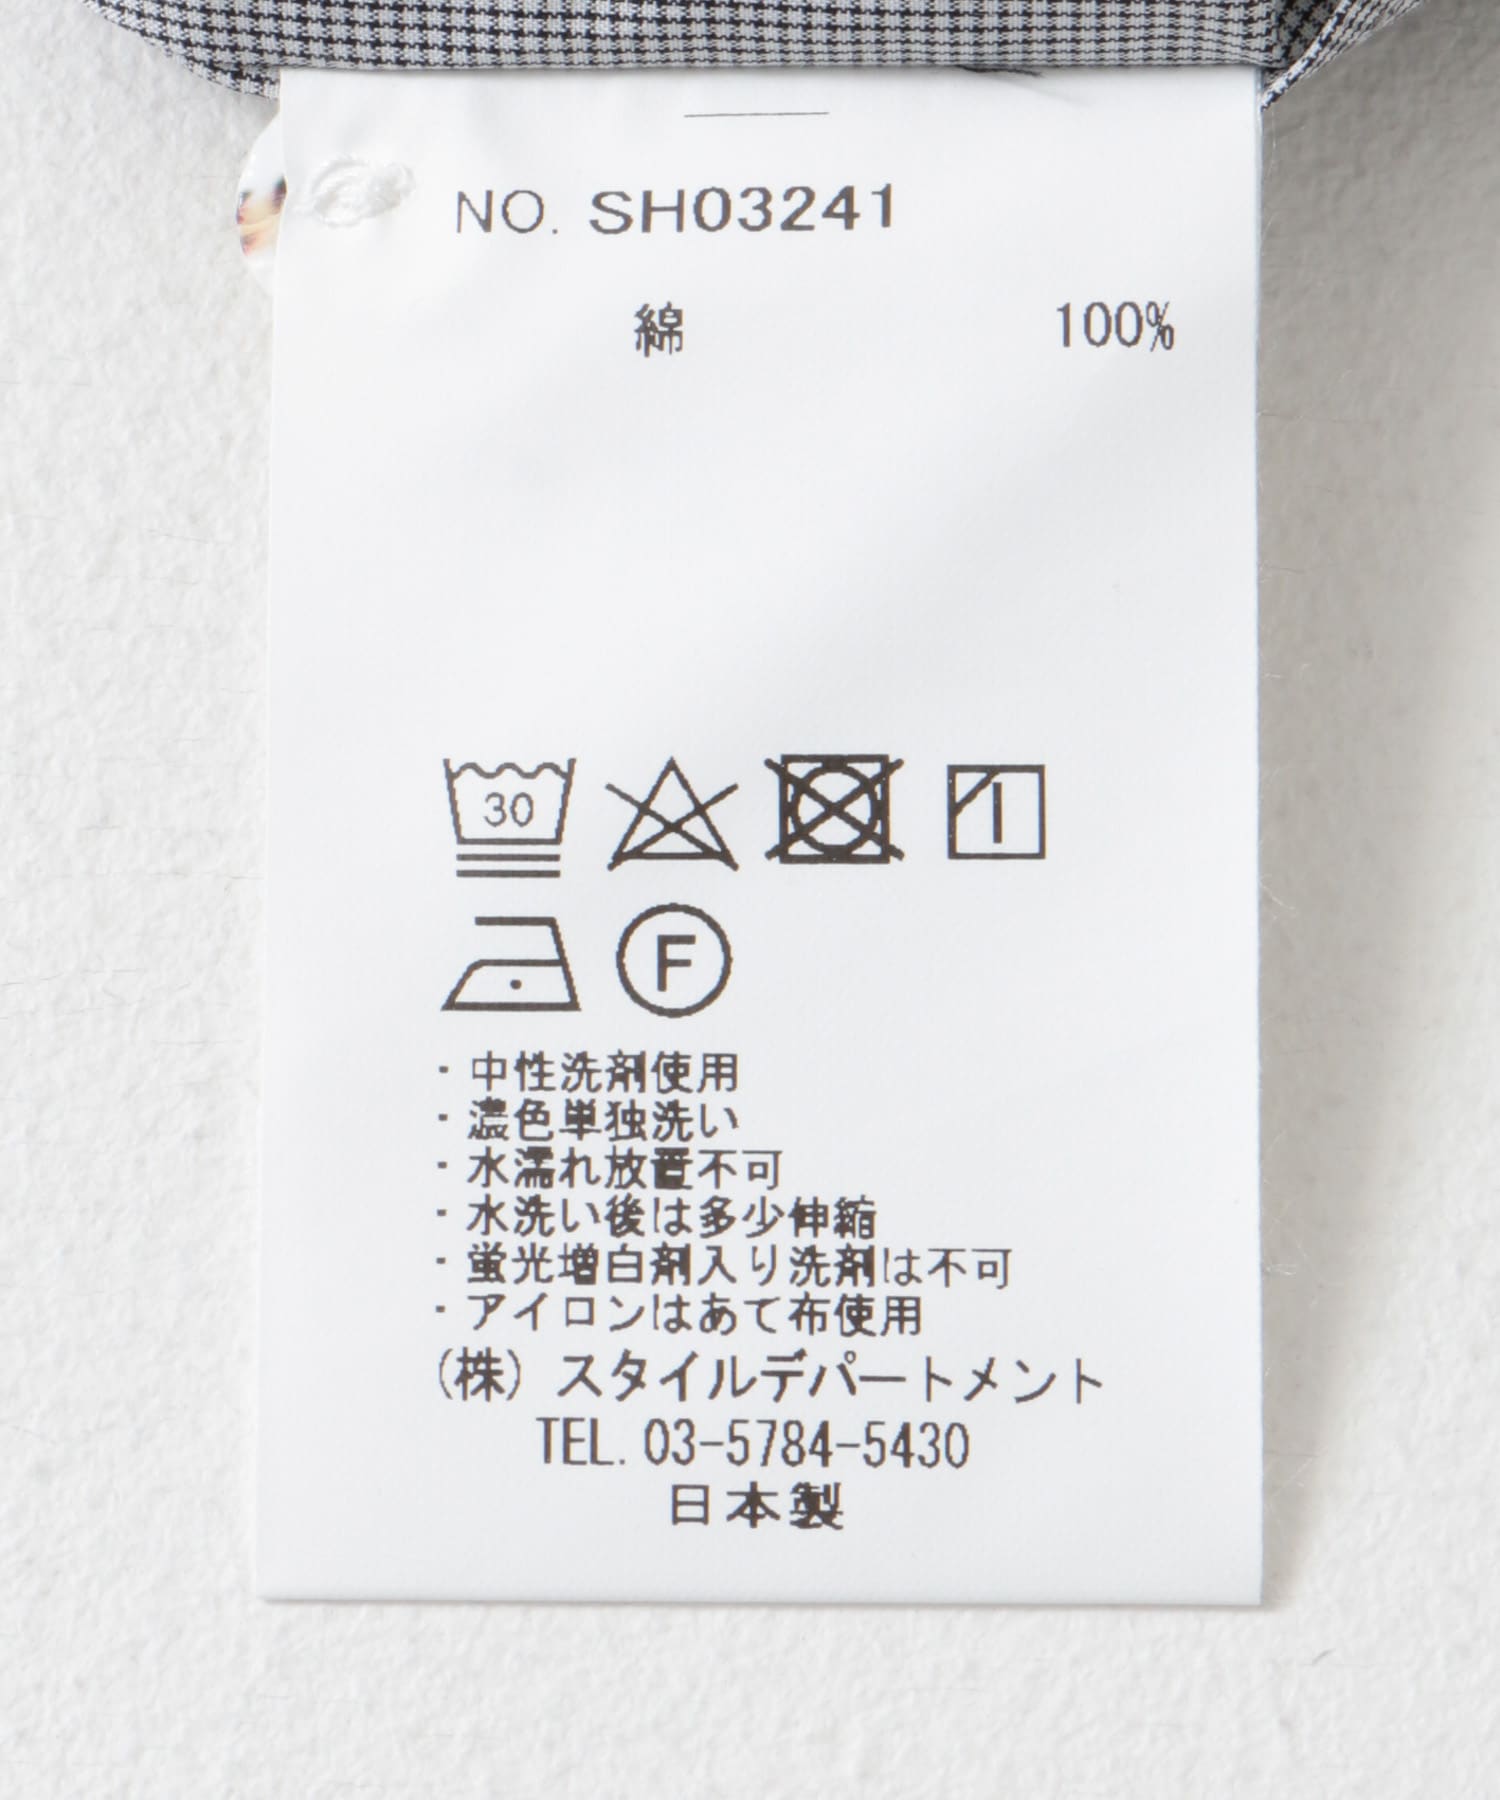 NO. SH03241
綿 100%
30
F
・中性洗剤使用
・濃色単独洗い
・水濡れ放置不可
・水洗い後は多少伸縮
・蛍光増白剤入り洗剤は不可
・アイロンはあて布使用
(株) スタイルデパートメント
TEL. 03-5784-5430
日本製